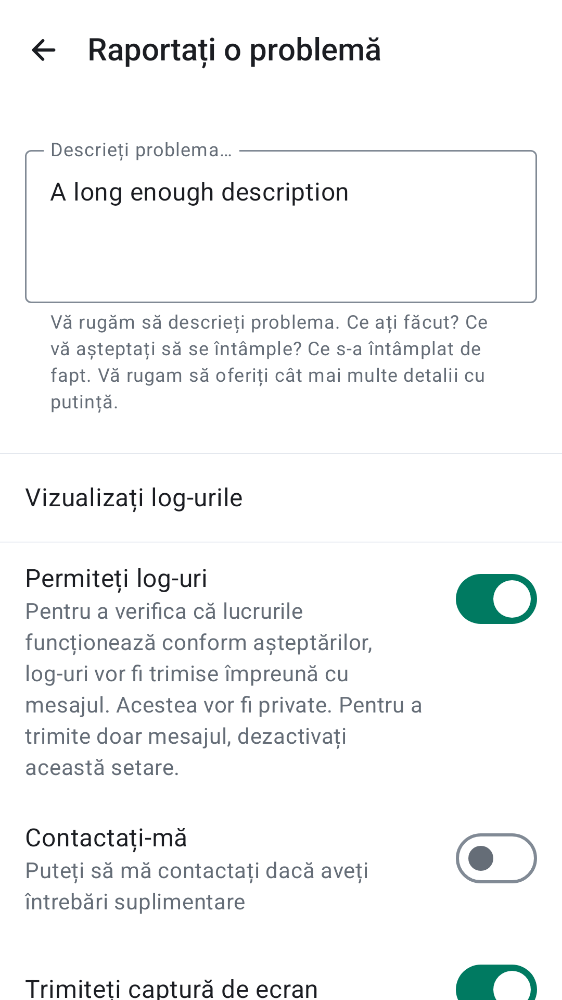 Raportați o problemă
Descrieți problema…
A long enough description
Vă rugăm să descrieți problema. Ce ați făcut? Ce
vă așteptați să se întâmple? Ce s-a întâmplat de
fapt. Vă rugam să oferiți cât mai multe detalii cu
putință.
Vizualizați log-urile
Permiteți log-uri
Pentru a verifica că lucrurile
funcționează conform așteptărilor,
log-uri vor fi trimise împreună cu
mesajul. Acestea vor fi private. Pentru a
trimite doar mesajul, dezactivați
această setare.
Contactați-mă
Puteți să mă contactați dacă aveți
întrebări suplimentare
Trimiteți captură de ecran